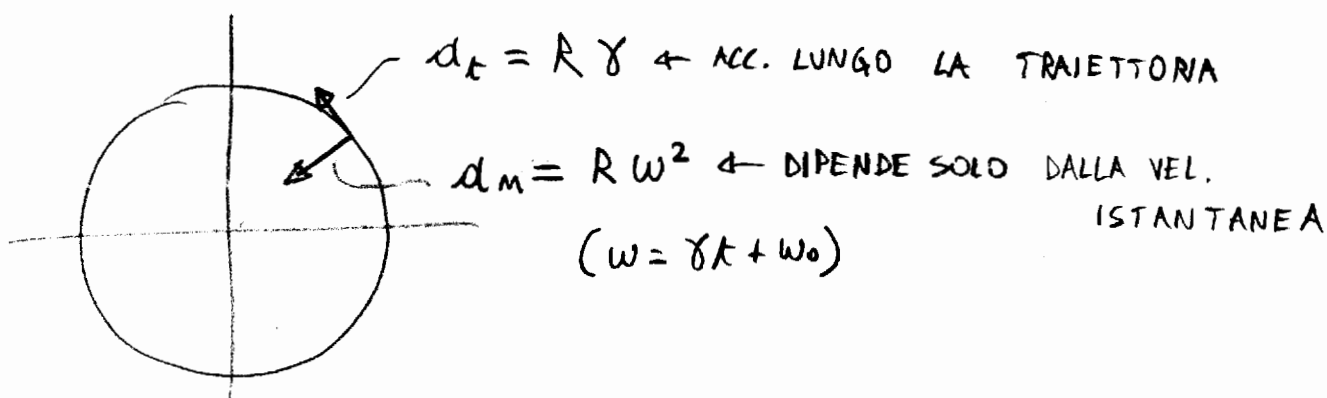 a_t = R γ ← ACC. LUNGO LA TRAIETTORIA
a_n = R ω² ← DIPENDE SOLO DALLA VEL.
ISTANTANEA
(ω = γt + ω₀)